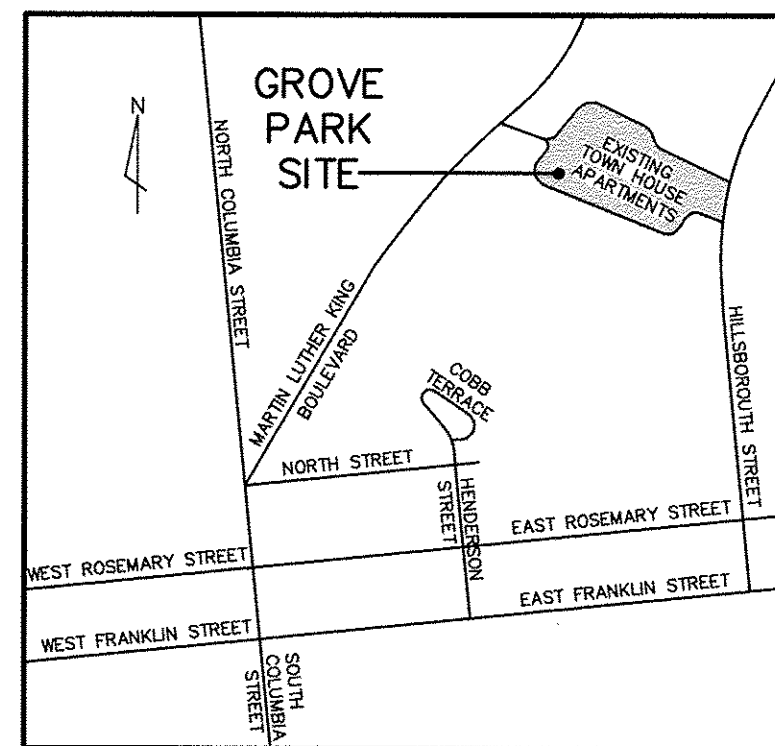 N
GROVE
PARK
SITE
EXISTING
TOWN HOUSE
APARTMENTS
NORTH COLUMBIA STREET
MARTIN LUTHER KING
BOULEVARD
HILLSBOROUGH STREET
COBB
TERRACE
NORTH STREET
HENDERSON
STREET
EAST ROSEMARY STREET
WEST ROSEMARY STREET
EAST FRANKLIN STREET
WEST FRANKLIN STREET
SOUTH
COLUMBIA
STREET